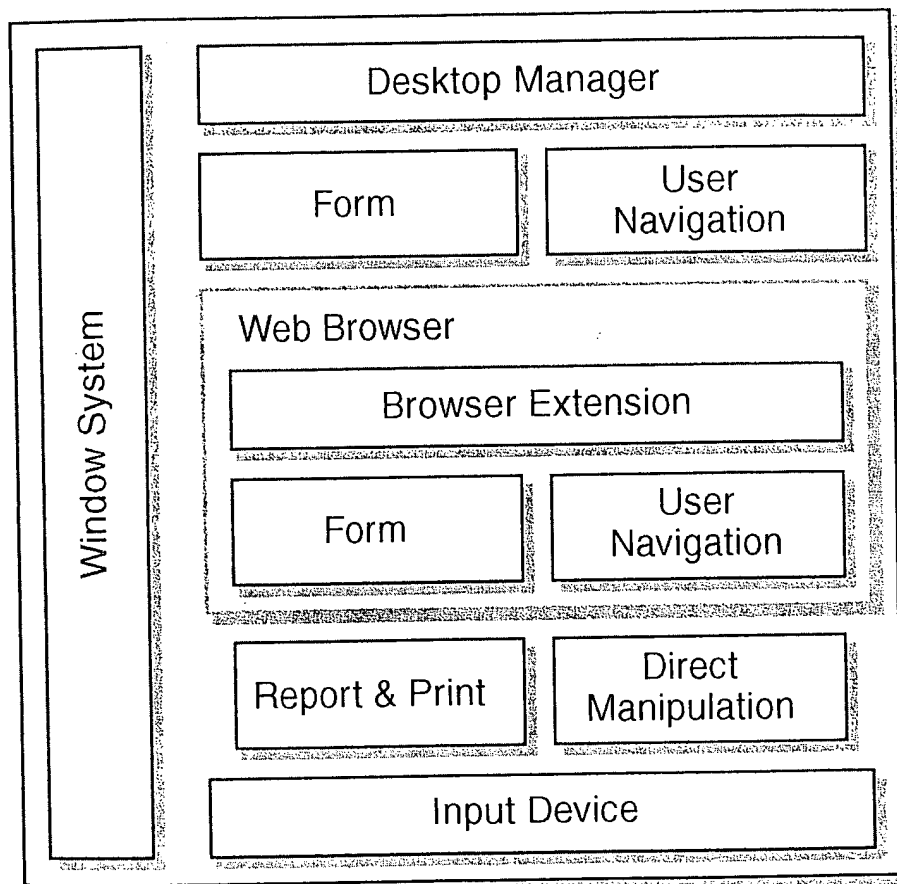 Window System
Desktop Manager
Form
User
Navigation
Web Browser
Browser Extension
Form
User
Navigation
Report & Print
Direct
Manipulation
Input Device